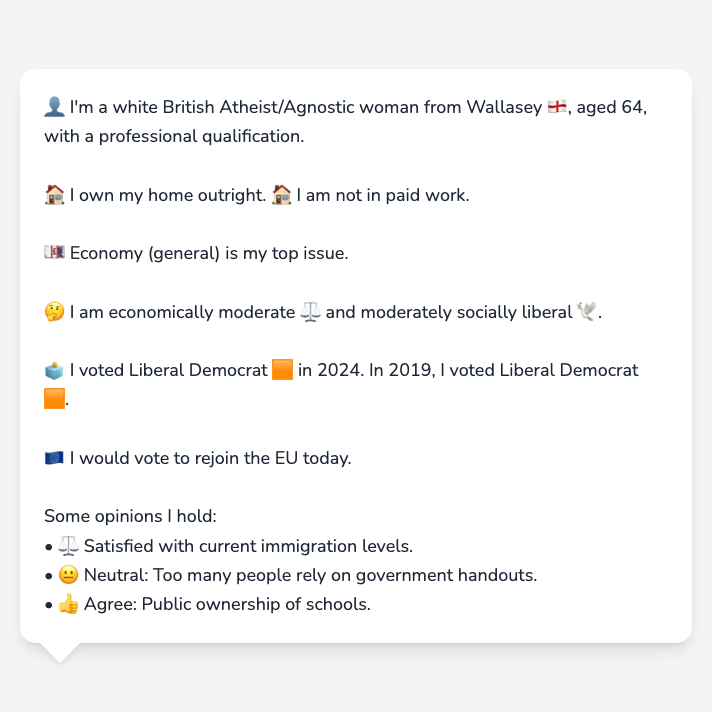 👤 I'm a white British Atheist/Agnostic woman from Wallasey 🏴󠁧󠁢󠁥󠁮󠁧󠁿, aged 64,
with a professional qualification.
🏠 I own my home outright. 🏠 I am not in paid work.
💷 Economy (general) is my top issue.
🤔 I am economically moderate ⚖️ and moderately socially liberal 🕊️.
🗳️ I voted Liberal Democrat 🟧 in 2024. In 2019, I voted Liberal Democrat
🟧.
🇪🇺 I would vote to rejoin the EU today.
Some opinions I hold:
• ⚖️ Satisfied with current immigration levels.
• 😐 Neutral: Too many people rely on government handouts.
• 👍 Agree: Public ownership of schools.